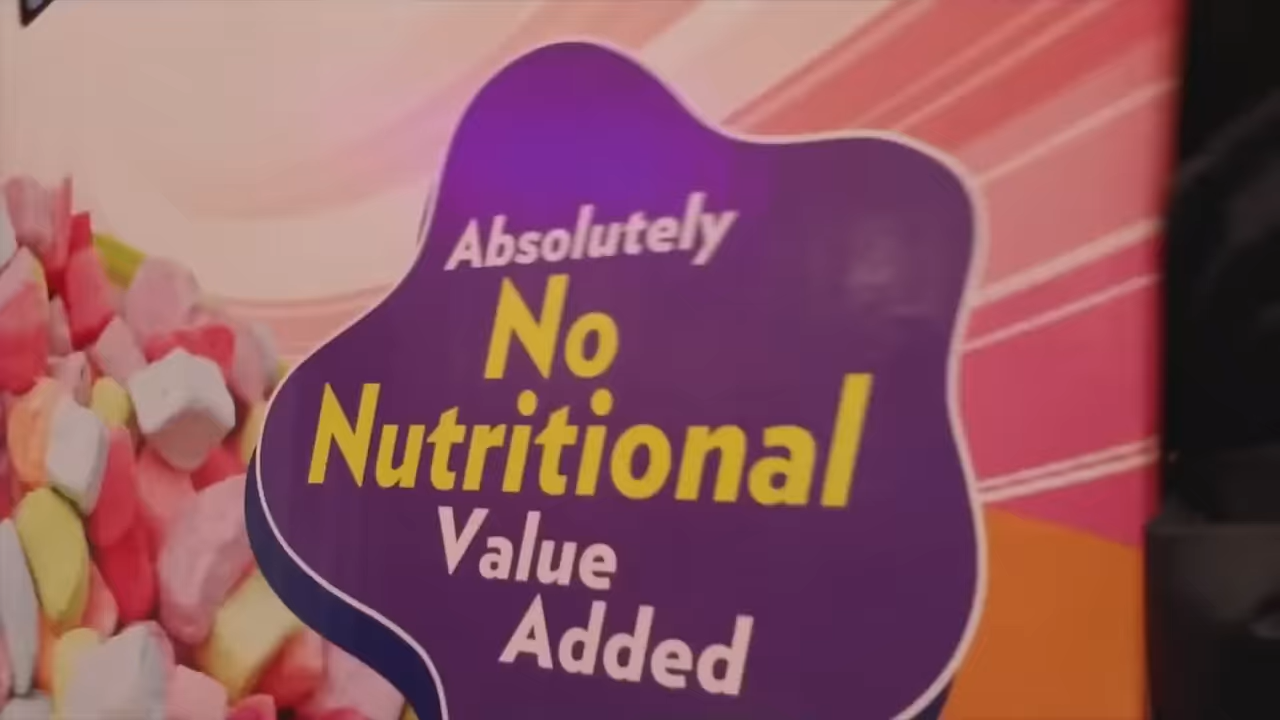 Absolutely
No
Nutritional
Value
Added